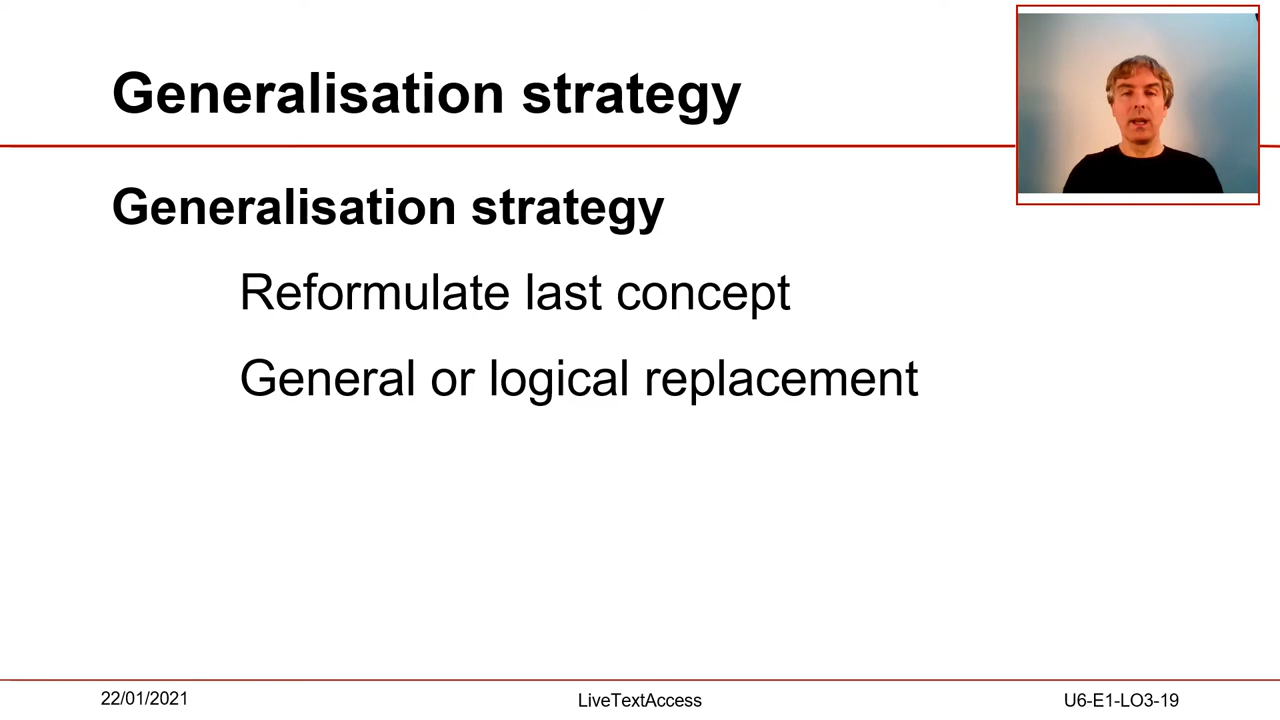 Generalisation strategy
Generalisation strategy
Reformulate last concept
General or logical replacement
22/01/2021
LiveTextAccess
U6-E1-LO3-19